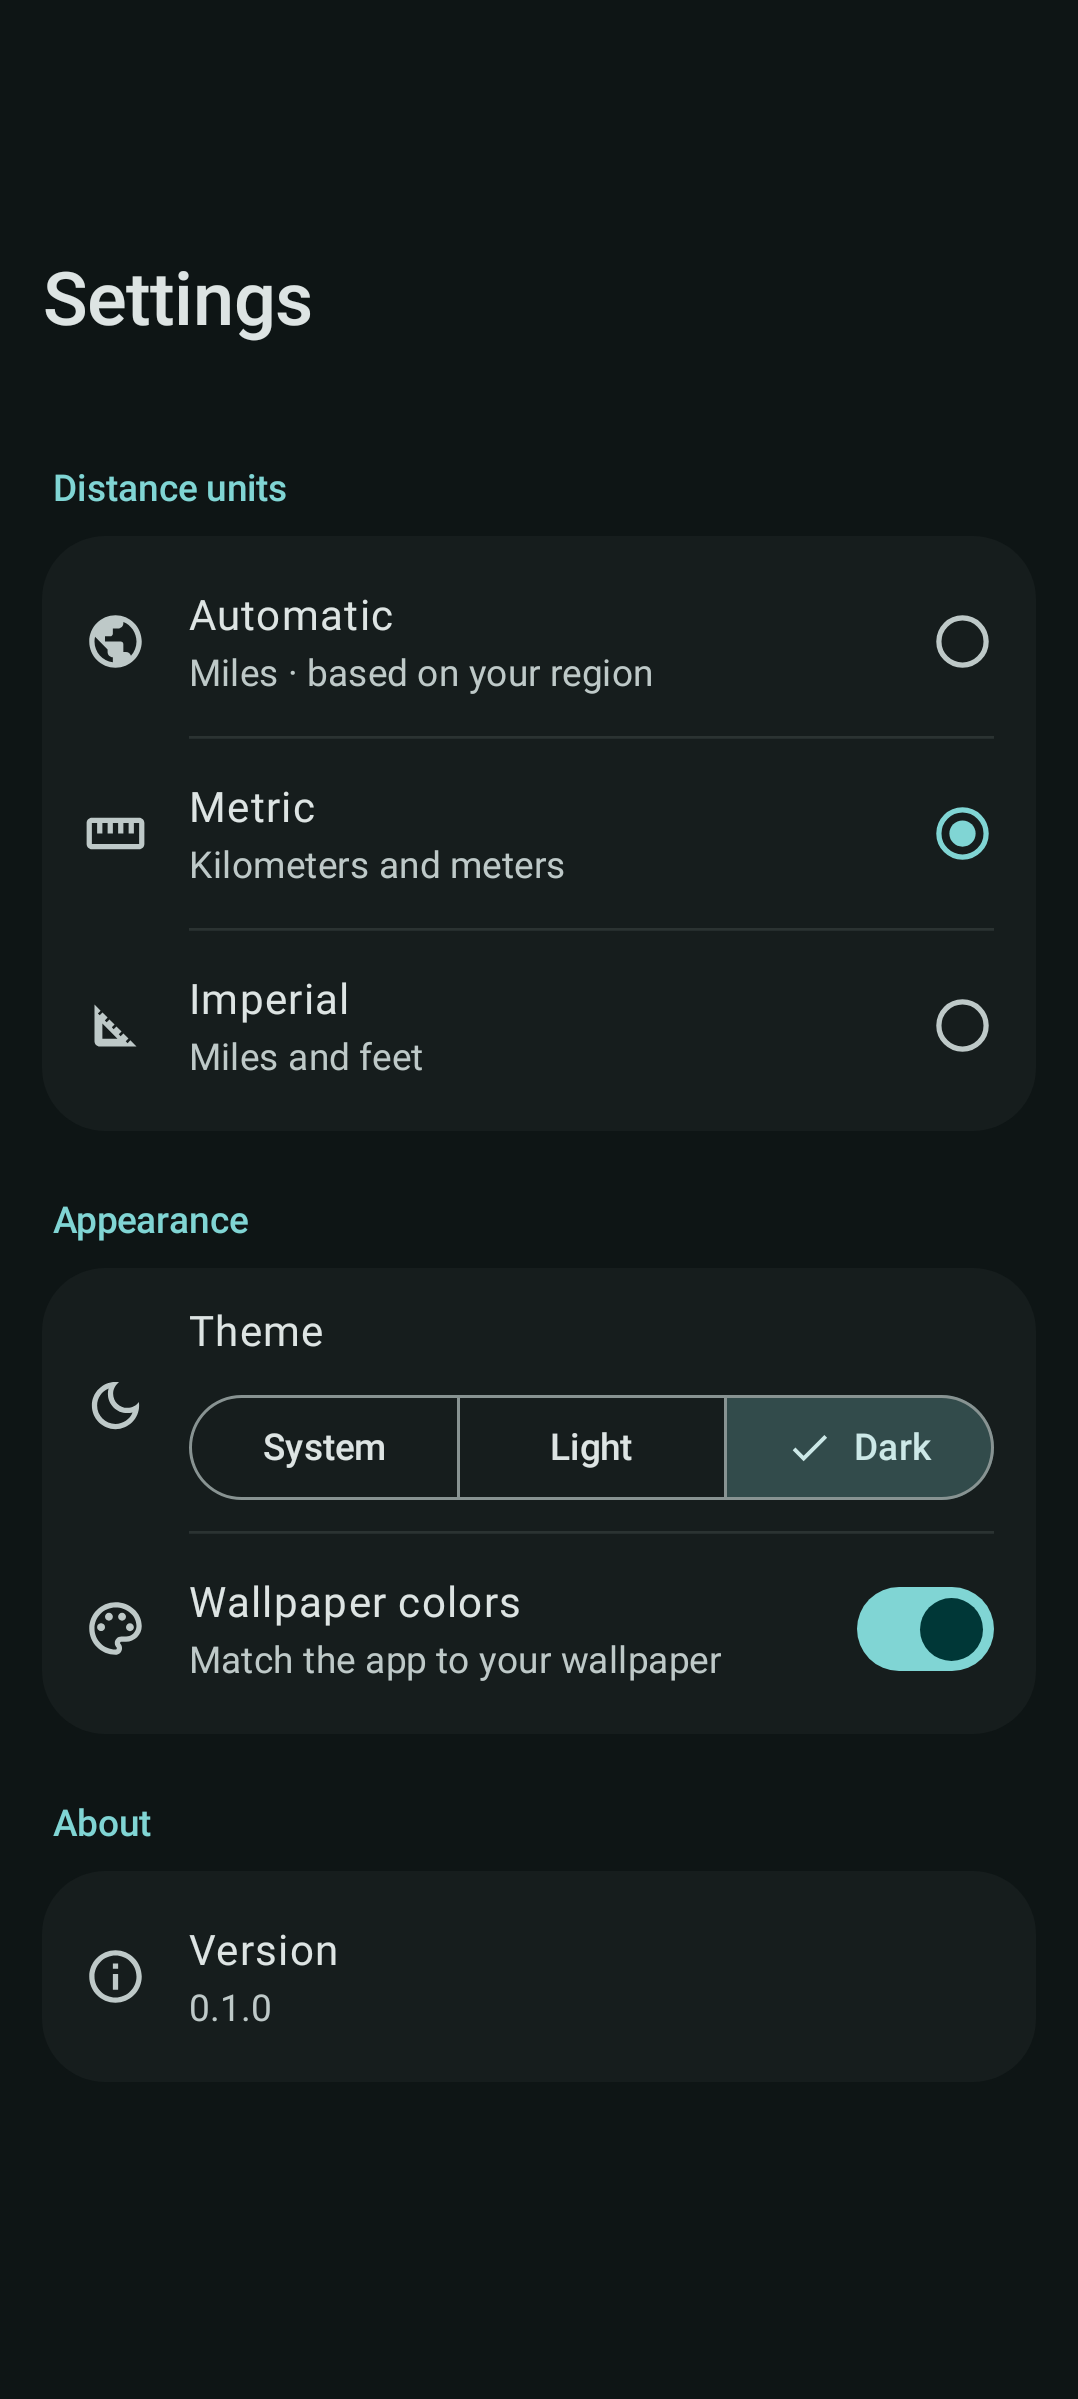 Settings
Distance units
Automatic
Miles · based on your region
Metric
Kilometers and meters
Imperial
Miles and feet
Appearance
Theme
System Light Dark
Wallpaper colors
Match the app to your wallpaper
About
Version
0.1.0